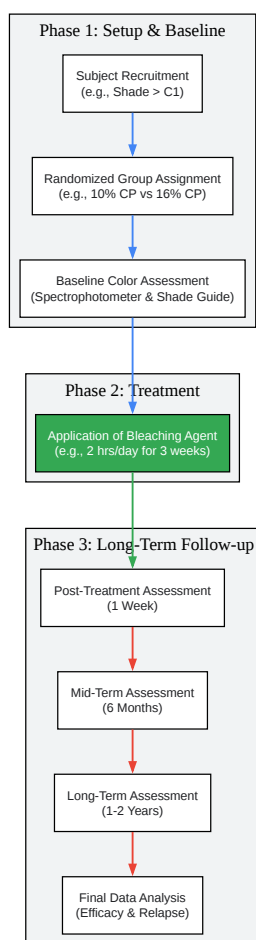 Phase 1: Setup & Baseline
Subject Recruitment
(e.g., Shade > C1)
Randomized Group Assignment
(e.g., 10% CP vs 16% CP)
Baseline Color Assessment
(Spectrophotometer & Shade Guide)
Phase 2: Treatment
Application of Bleaching Agent
(e.g., 2 hrs/day for 3 weeks)
Phase 3: Long-Term Follow-up
Post-Treatment Assessment
(1 Week)
Mid-Term Assessment
(6 Months)
Long-Term Assessment
(1-2 Years)
Final Data Analysis
(Efficacy & Relapse)